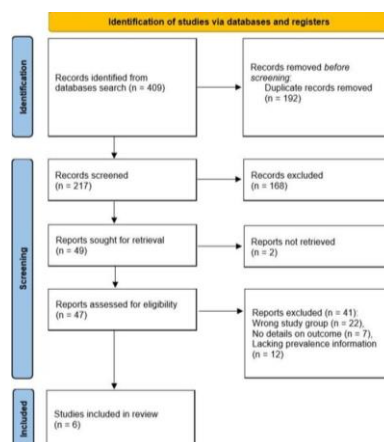 Identification of studies via databases and registers
Identification
Records identified from
databases search (n = 409)
Records removed before
screening:
Duplicate records removed
(n = 192)
Screening
Records screened
(n = 217)
Records excluded
(n = 168)
Reports sought for retrieval
(n = 49)
Reports not retrieved
(n = 2)
Reports assessed for eligibility
(n = 47)
Reports excluded (n = 41):
Wrong study group (n = 22),
No details on outcome (n = 7),
Lacking prevalence information
(n = 12)
Included
Studies included in review
(n = 6)